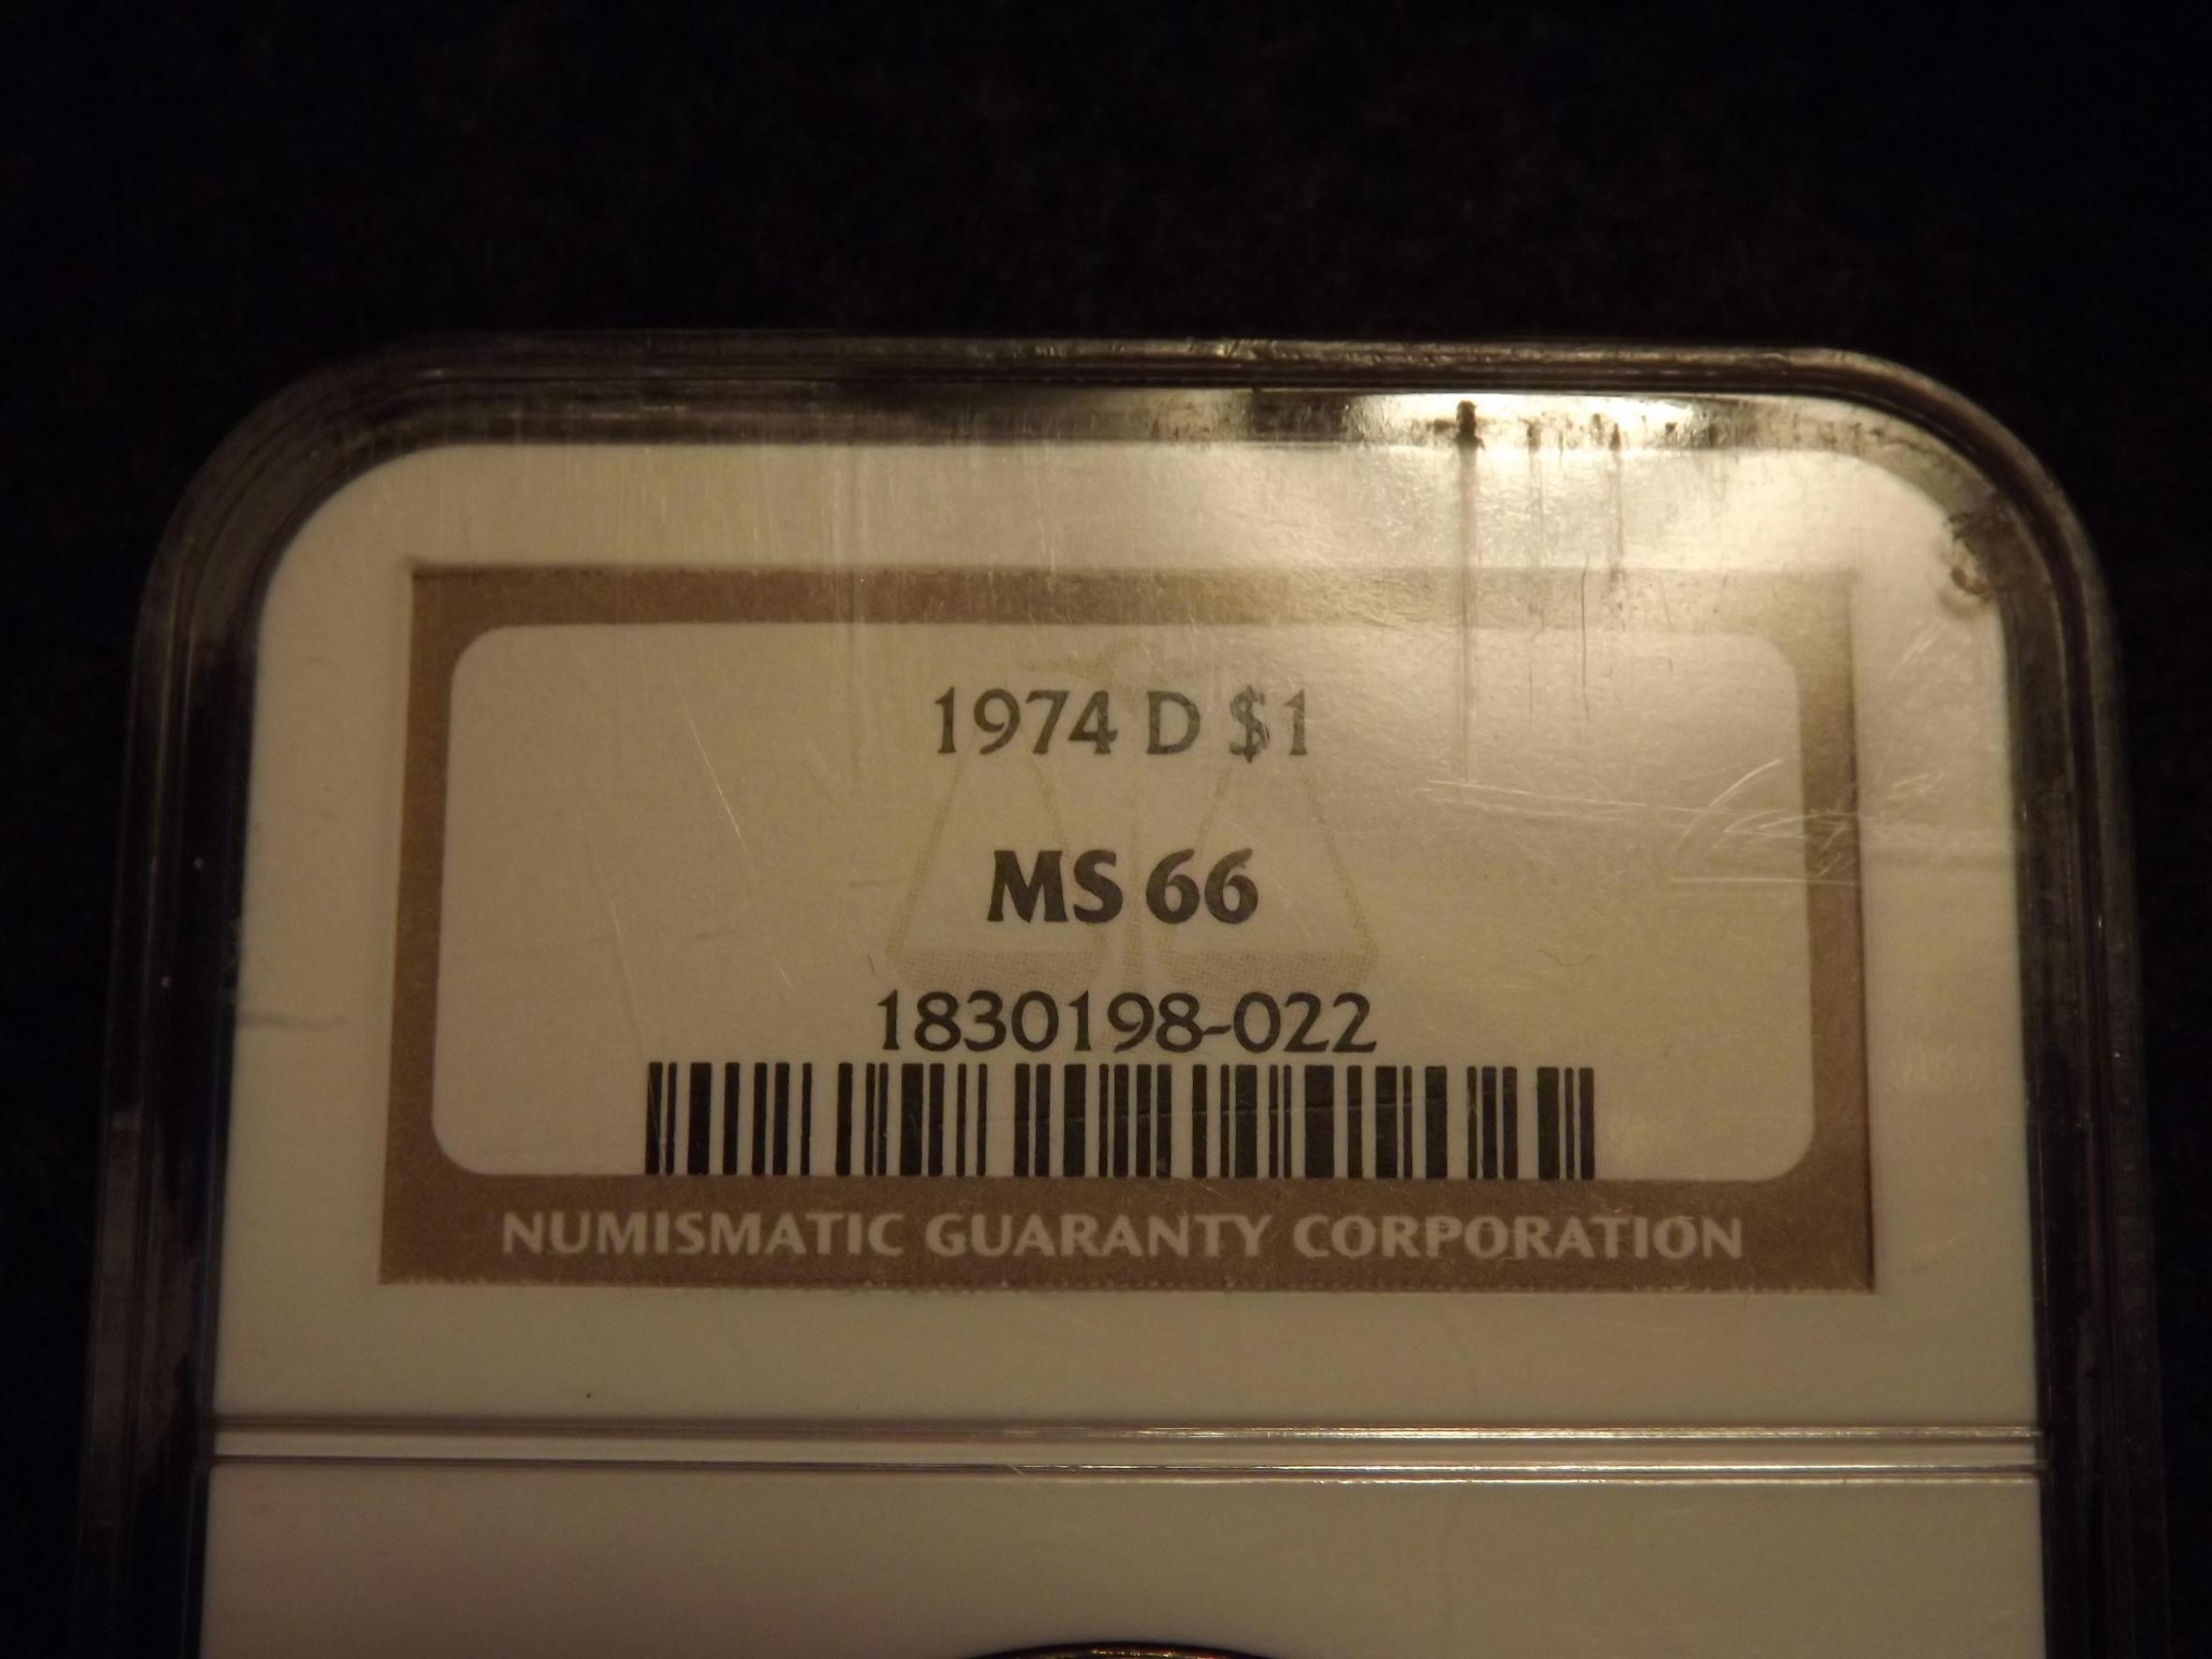 1974 D $1
MS 66
1830198-022
NUMISMATIC GUARANTY CORPORATION